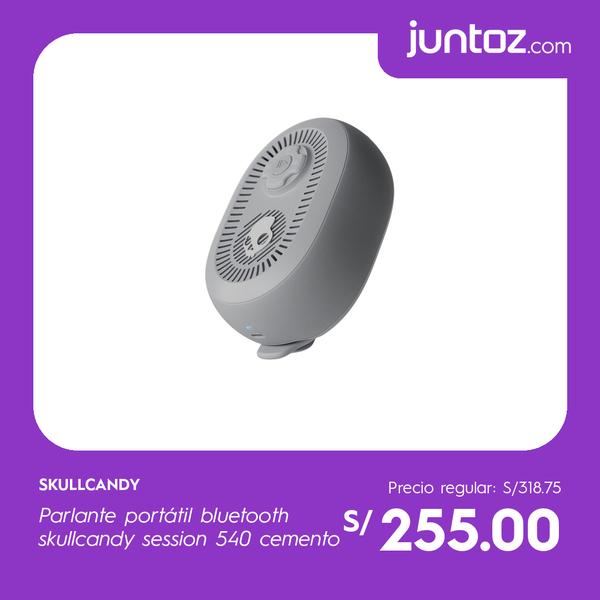 juntoz.com
SKULLCANDY
Parlante portátil bluetooth
skullcandy session 540 cemento
Precio regular: S/318.75
S/ 255.00